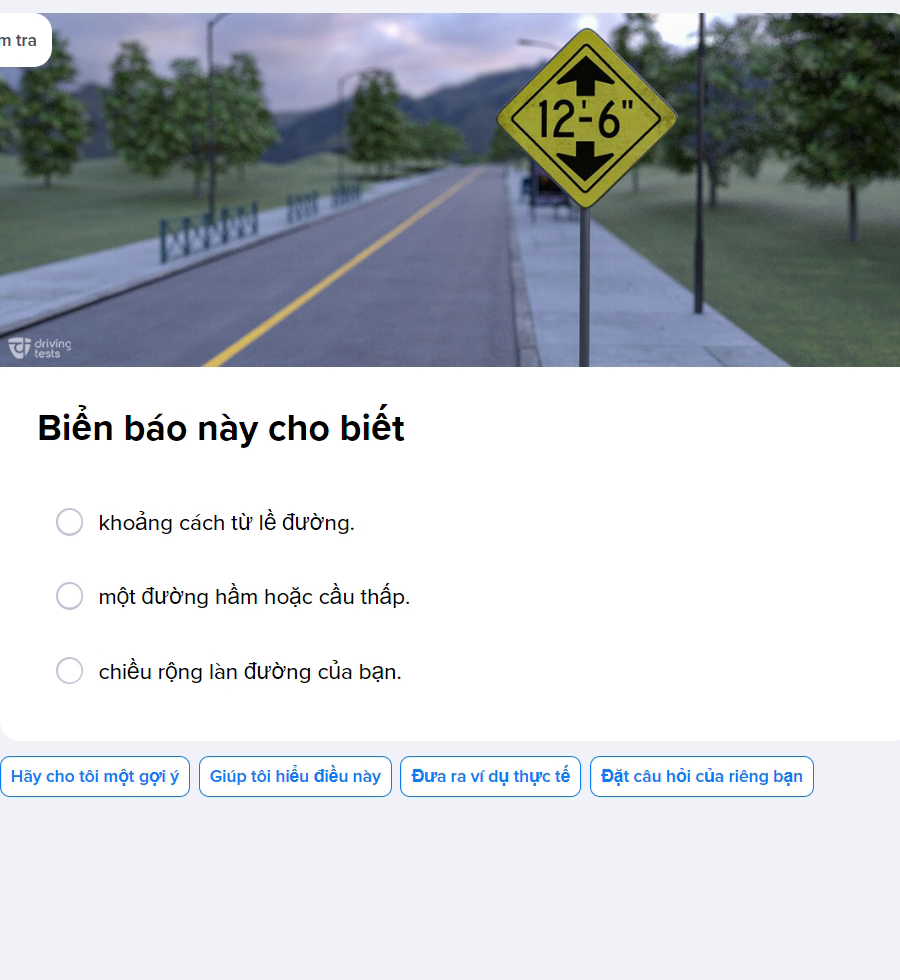 m tra
12'-6"
driving
tests
Biển báo này cho biết
khoảng cách từ lề đường.
một đường hầm hoặc cầu thấp.
chiều rộng làn đường của bạn.
Hãy cho tôi một gợi ý
Giúp tôi hiểu điều này
Đưa ra ví dụ thực tế
Đặt câu hỏi của riêng bạn